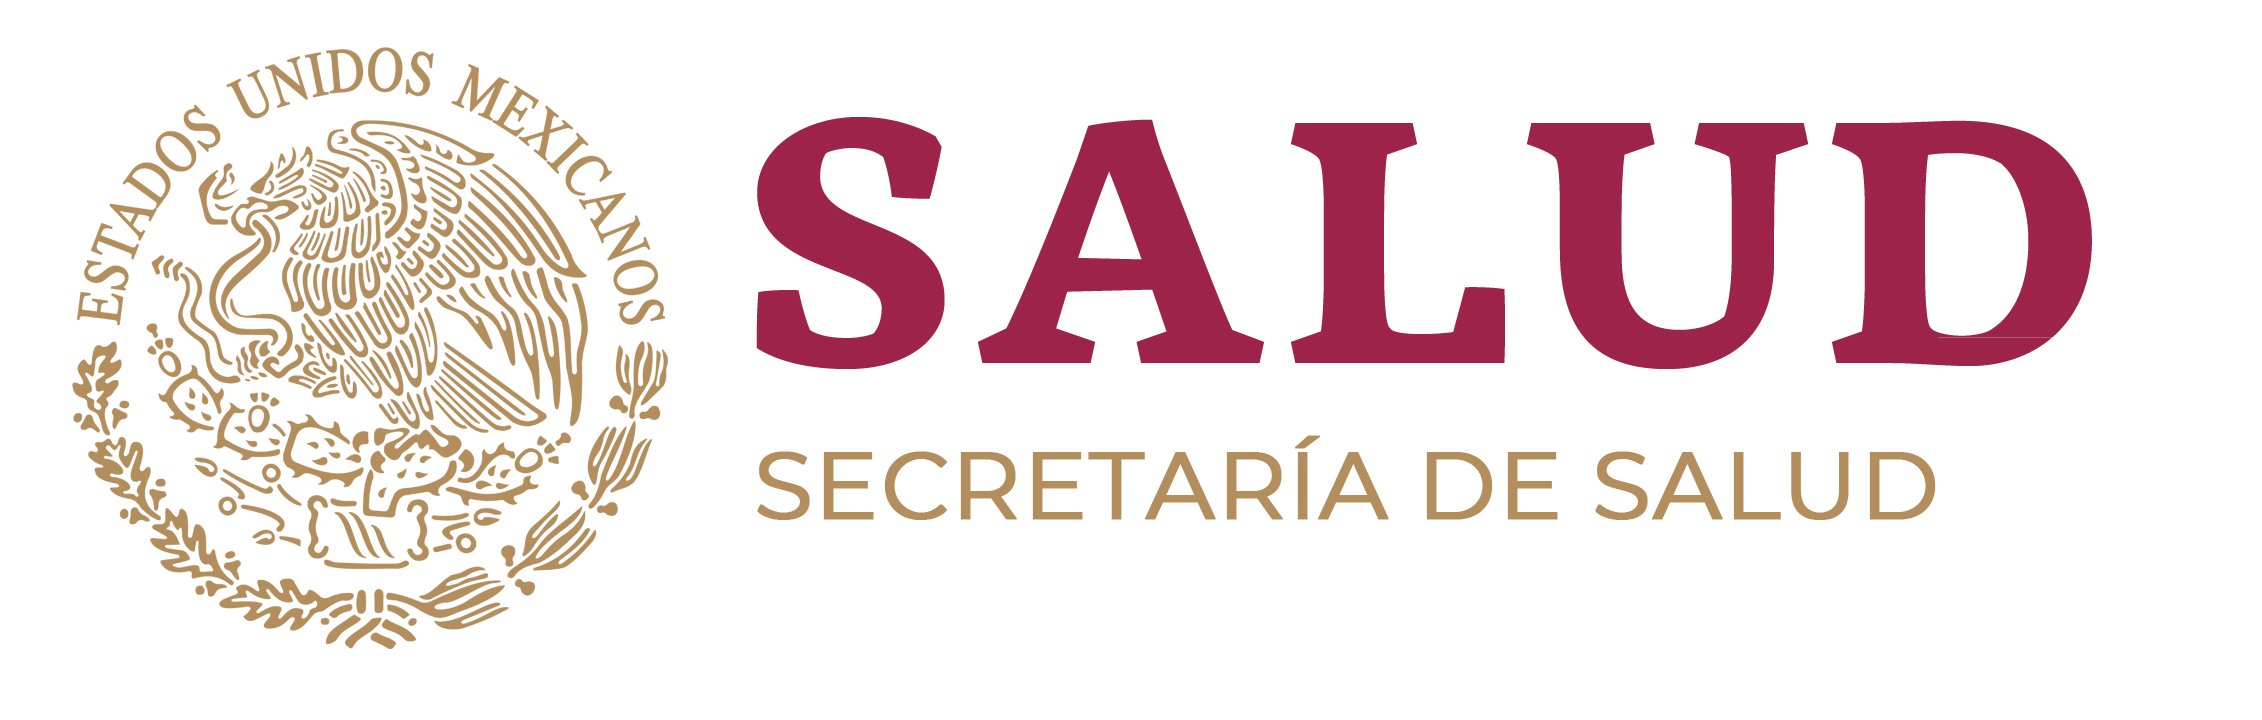 ESTADOS UNIDOS MEXICANOS
SALUD
SECRETARÍA DE SALUD